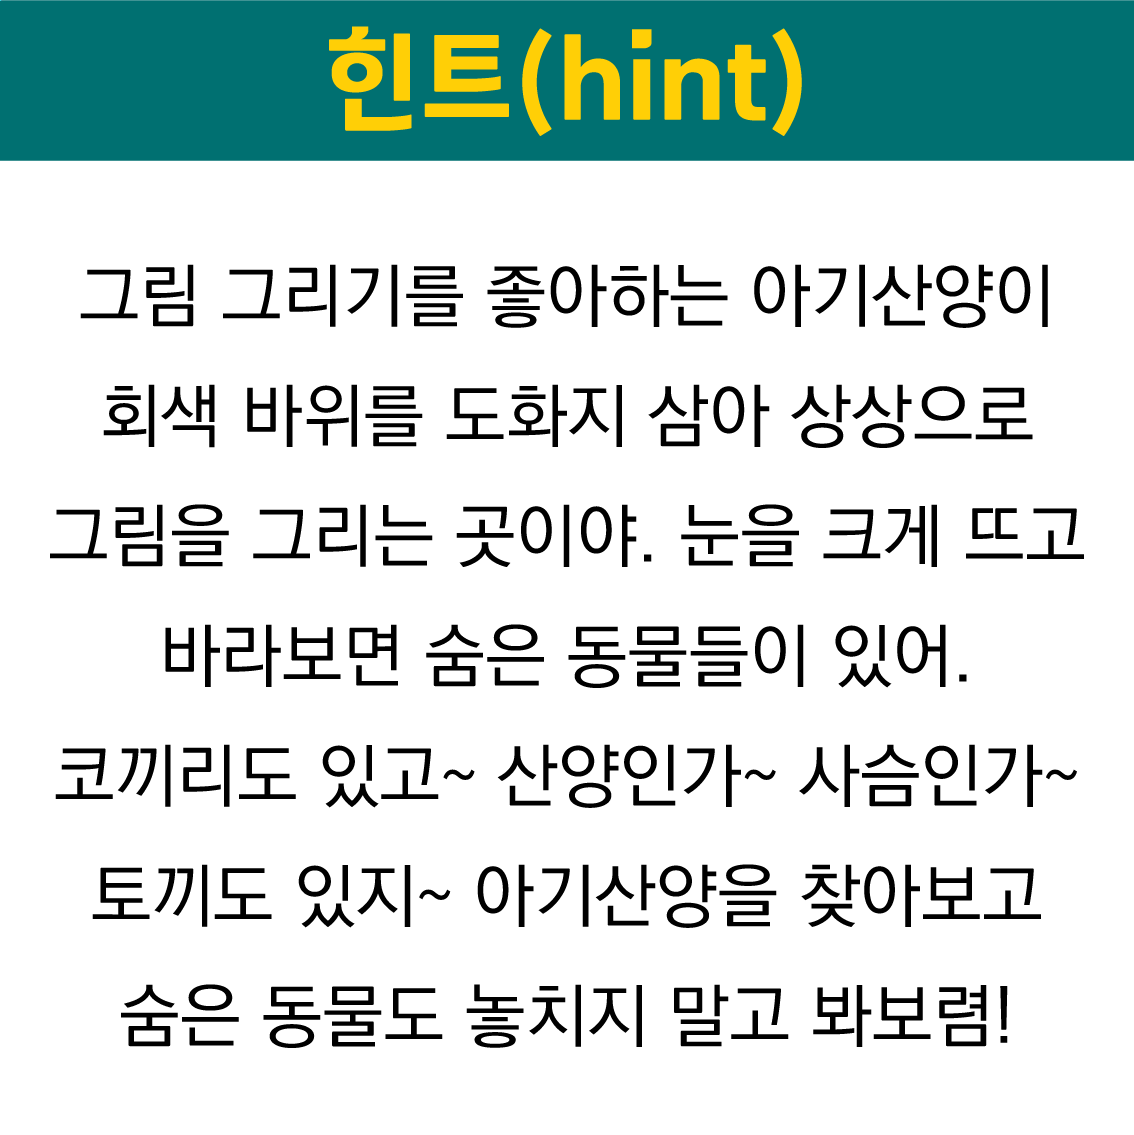 힌트(hint)
그림 그리기를 좋아하는 아기산양이
회색 바위를 도화지 삼아 상상으로
그림을 그리는 곳이야. 눈을 크게 뜨고
바라보면 숨은 동물들이 있어.
코끼리도 있고~ 산양인가~ 사슴인가~
토끼도 있지~ 아기산양을 찾아보고
숨은 동물도 놓치지 말고 봐보렴!